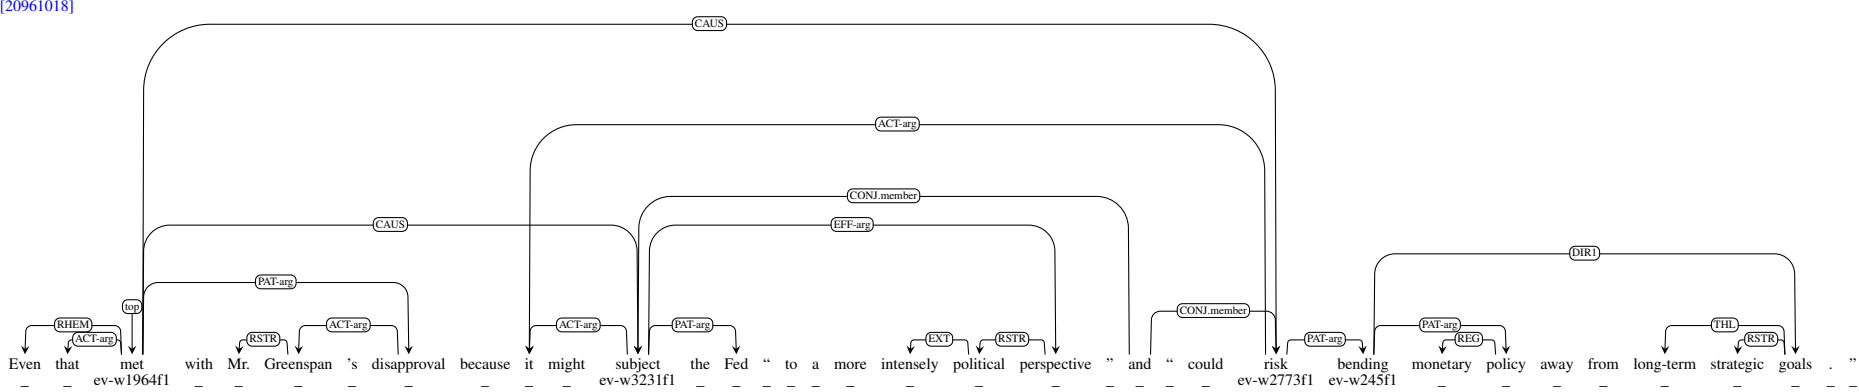 [20961018]
CAUS
ACT-arg
CONJ.member
CAUS EFF-arg
DIR1
PAT-arg
top CONJ.member
RHEM ACT-arg ACT-arg PAT-arg PAT-arg THL
ACT-arg RSTR EXT RSTR PAT-arg REG RSTR
Even that met with Mr. Greenspan 's disapproval because it might subject the Fed “ to a more intensely political perspective ” and “ could risk bending monetary policy away from long-term strategic goals . ”
_ _ ev-w1964f1 _ _ _ _ _ _ _ _ ev-w3231f1 _ _ _ _ _ _ _ _ _ _ _ _ _ ev-w2773f1 ev-w245f1 _ _ _ _ _ _ _ _ _